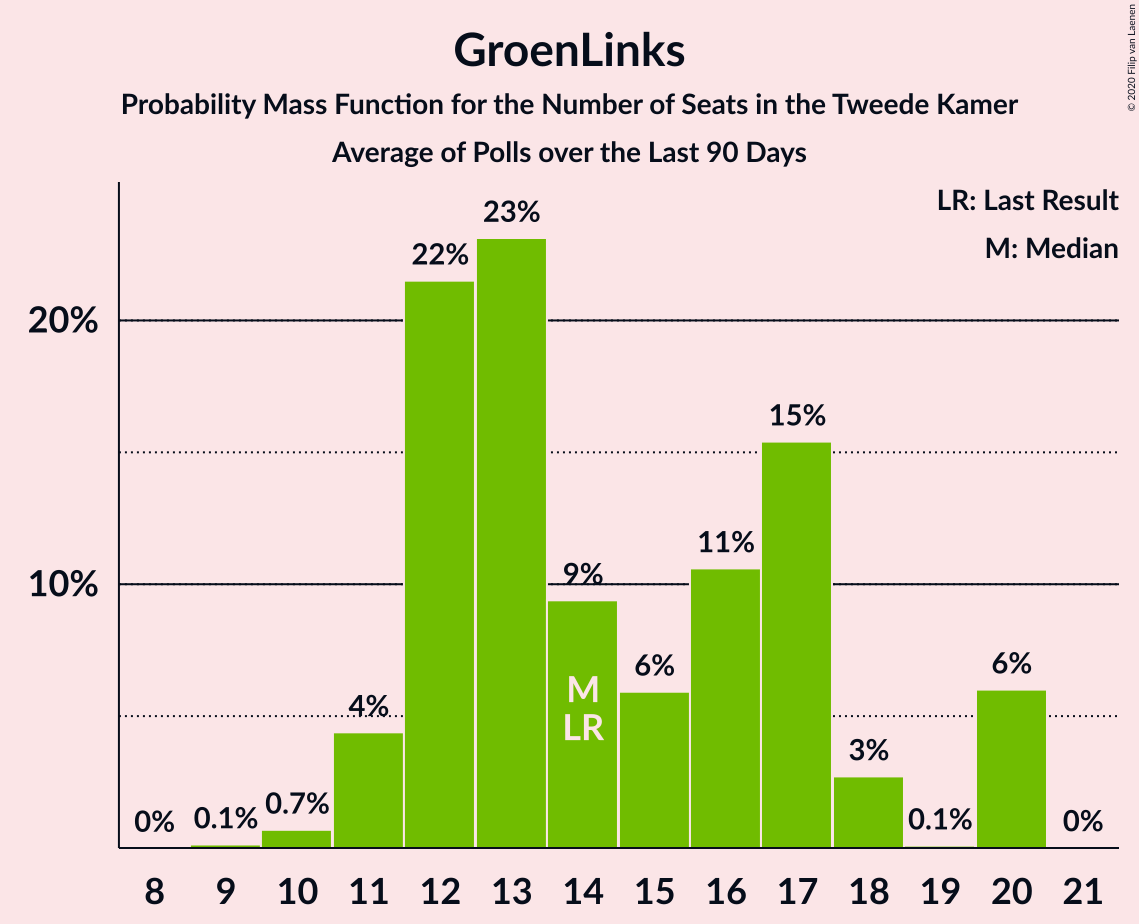 GroenLinks
Probability Mass Function for the Number of Seats in the Tweede Kamer
Average of Polls over the Last 90 Days
© 2020 Filip van Laenen
LR: Last Result
M: Median
20%
10%
0%
0.1%
0.7%
4%
22%
23%
9%
M
LR
6%
11%
15%
3%
0.1%
6%
0%
8 9 10 11 12 13 14 15 16 17 18 19 20 21